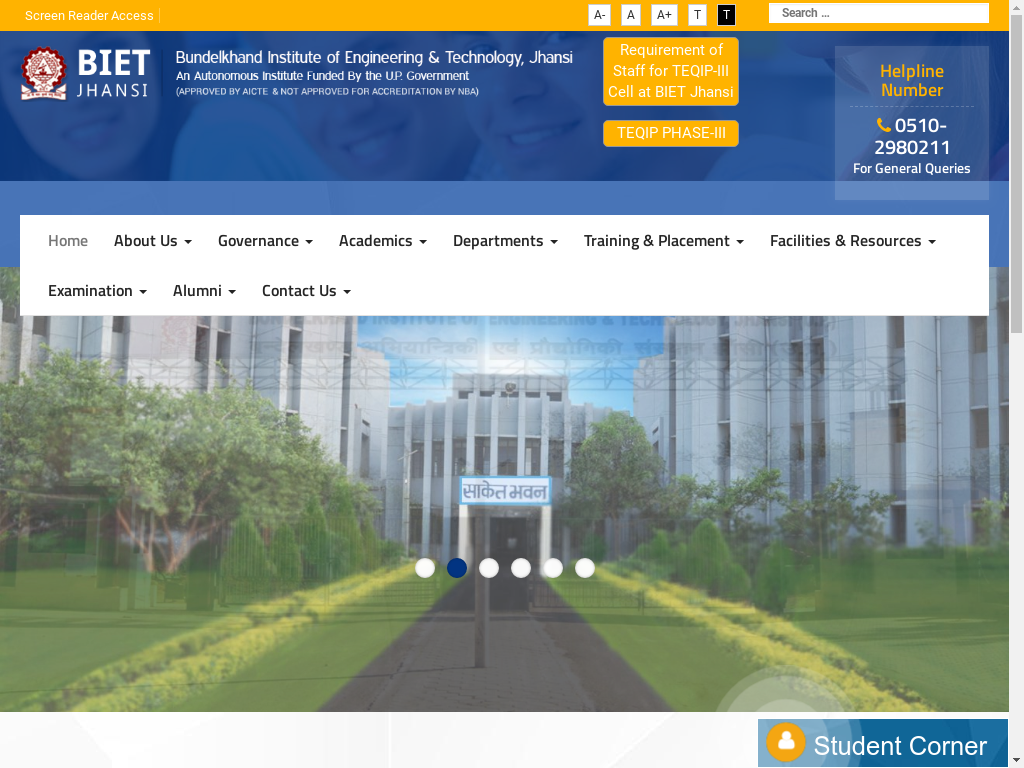 Screen Reader Access
A-
A
A+
T
T
Search ...
BIET
JHANSI
Bundelkhand Institute of Engineering & Technology, Jhansi
An Autonomous Institute Funded By the U.P. Government
(APPROVED BY AICTE & NOT APPROVED FOR ACCREDITATION BY NBA)
Requirement of
Staff for TEQIP-III
Cell at BIET Jhansi
TEQIP PHASE-III
Helpline
Number
0510-
2980211
For General Queries
Home
About Us
Governance
Academics
Departments
Training & Placement
Facilities & Resources
Examination
Alumni
Contact Us
साकेत भवन
Student Corner